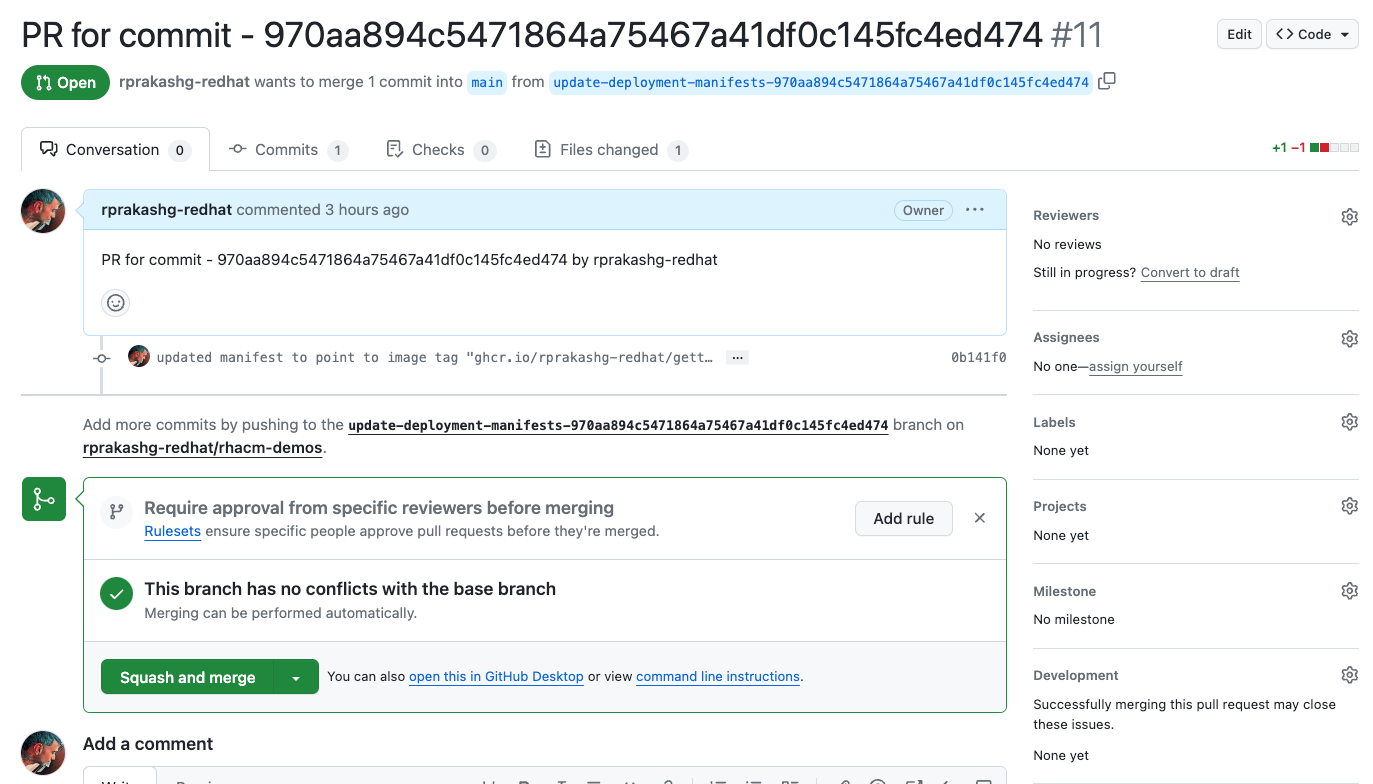 PR for commit - 970aa894c5471864a75467a41df0c145fc4ed474 #11
Edit
<> Code
Open
rprakashg-redhat wants to merge 1 commit into main from update-deployment-manifests-970aa894c5471864a75467a41df0c145fc4ed474
Conversation 0
Commits 1
Checks 0
Files changed 1
+1 −1
rprakashg-redhat commented 3 hours ago
Owner
PR for commit - 970aa894c5471864a75467a41df0c145fc4ed474 by rprakashg-redhat
updated manifest to point to image tag "ghcr.io/rprakashg-redhat/gett… 
0b141f0
Add more commits by pushing to the update-deployment-manifests-970aa894c5471864a75467a41df0c145fc4ed474 branch on
rprakashg-redhat/rhacm-demos.
Require approval from specific reviewers before merging
Rulesets ensure specific people approve pull requests before they're merged.
Add rule
This branch has no conflicts with the base branch
Merging can be performed automatically.
Squash and merge
You can also open this in GitHub Desktop or view command line instructions.
Add a comment
Reviewers
No reviews
Still in progress? Convert to draft
Assignees
No one—assign yourself
Labels
None yet
Projects
None yet
Milestone
No milestone
Development
Successfully merging this pull request may close
these issues.
None yet